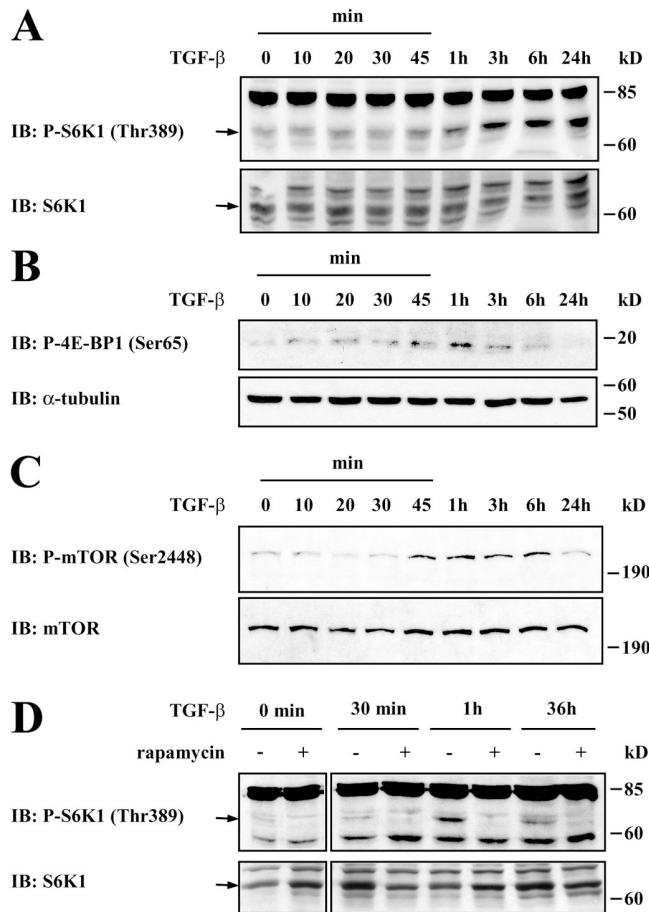 A
min
TGF-β 0 10 20 30 45 1h 3h 6h 24h kD
IB: P-S6K1 (Thr389) –85
–60
IB: S6K1 –60
B
min
TGF-β 0 10 20 30 45 1h 3h 6h 24h kD
IB: P-4E-BP1 (Ser65) –20
IB: α-tubulin –60
–50
C
min
TGF-β 0 10 20 30 45 1h 3h 6h 24h kD
IB: P-mTOR (Ser2448) –190
IB: mTOR –190
D
TGF-β 0 min 30 min 1h 36h
rapamycin - + - + - + - + kD
IB: P-S6K1 (Thr389) –85
–60
IB: S6K1 –60